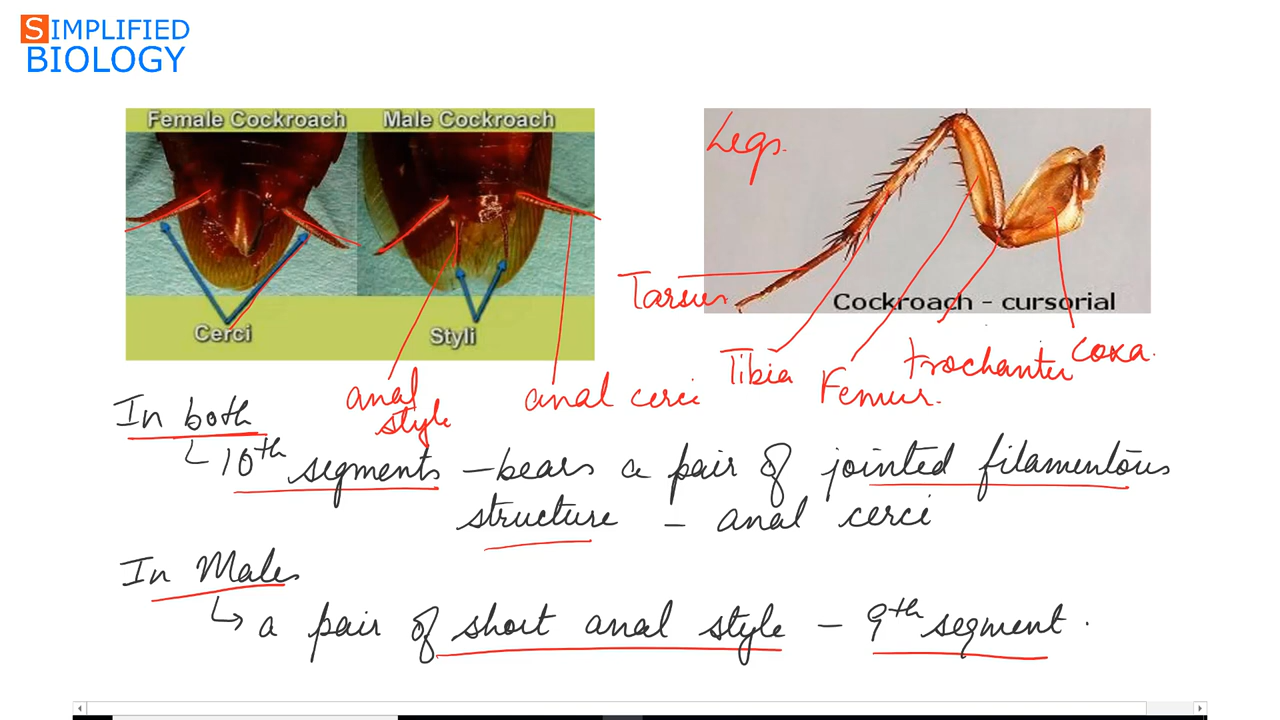 SIMPLIFIED
BIOLOGY
Female Cockroach
Male Cockroach
Cerci
Styli
Legs.
Cockroach - cursorial
Tarsus
Tibia
Femur.
trochanter
coxa.
anal
style
anal cerci
In both
10th segments - bears a pair of jointed filamentous
structure - anal cerci
In Males
a pair of short anal style - 9th segment.